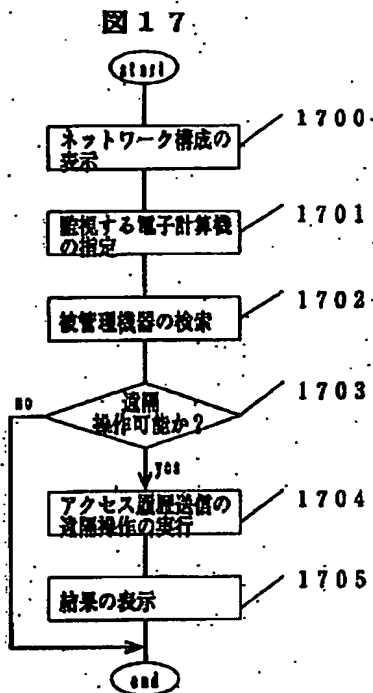 図17
start
ネットワーク構成の
表示
1700
監視する電子計算機
の指定
1701
被管理機器の検索
1702
遠隔
操作可能か?
1703
no
yes
アクセス履歴送信の
遠隔操作の実行
1704
結果の表示
1705
end